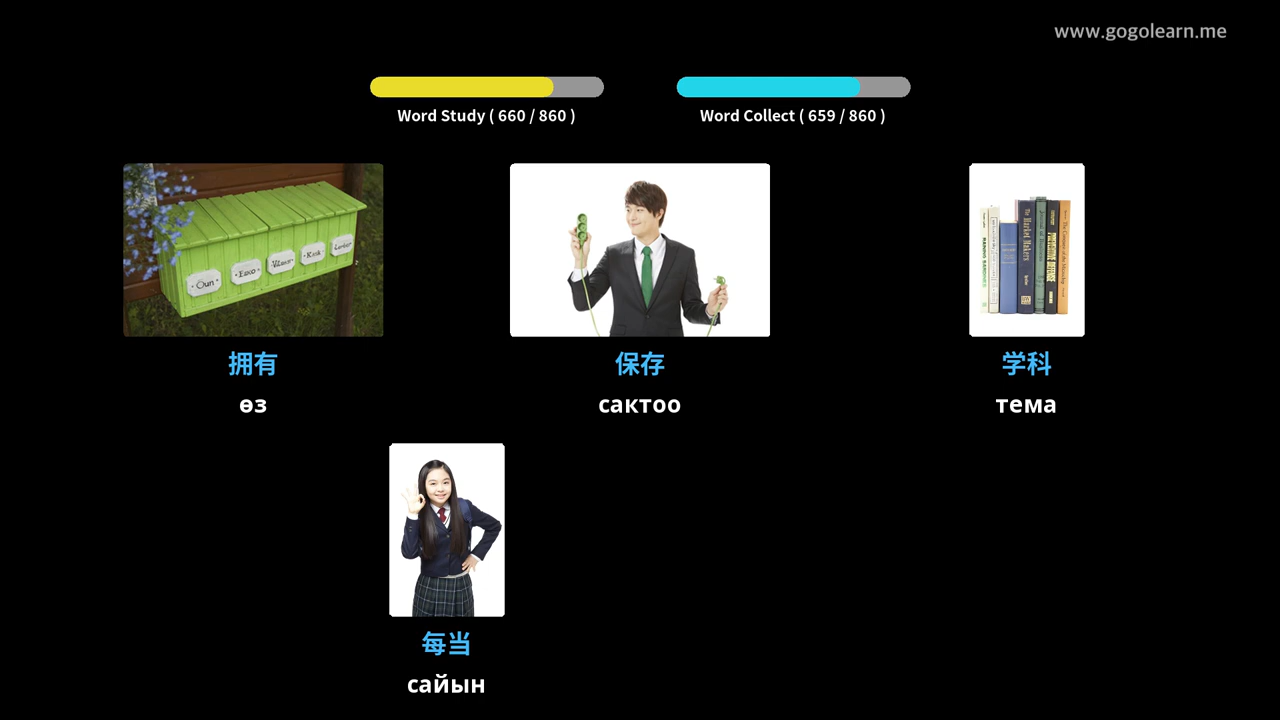 www.gogolearn.me
Word Study ( 660 / 860 )
Word Collect ( 659 / 860 )
拥有
保存
学科
өз
сактоо
тема
每当
сайын